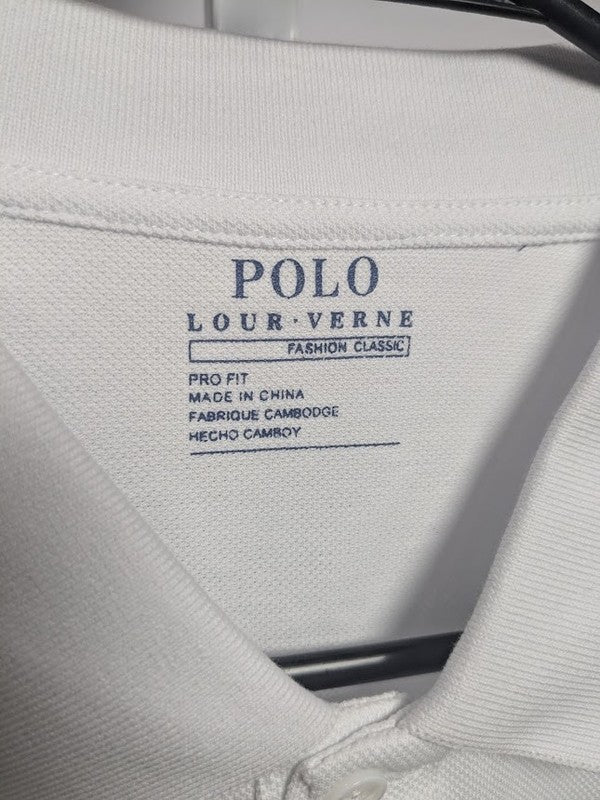 POLO
LOUR·VERNE
FASHION CLASSIC
PRO FIT
MADE IN CHINA
FABRIQUE CAMBODGE
HECHO CAMBOY